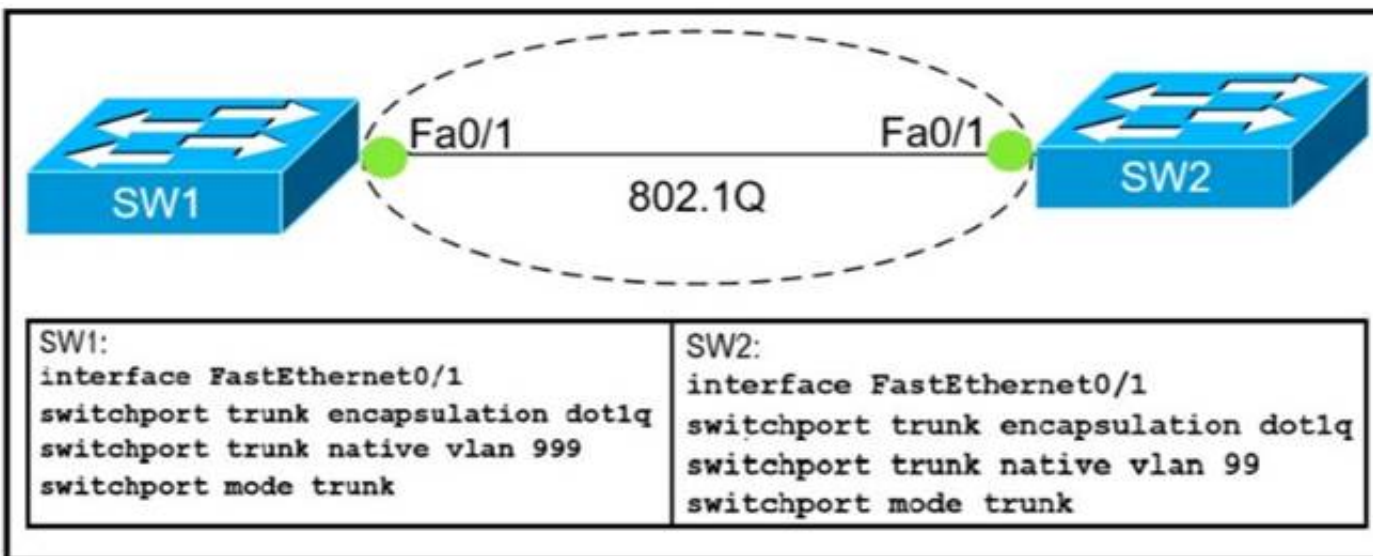 Fa0/1
Fa0/1
SW1
802.1Q
SW2
SW1:
interface FastEthernet0/1
switchport trunk encapsulation dot1q
switchport trunk native vlan 999
switchport mode trunk
SW2:
interface FastEthernet0/1
switchport trunk encapsulation dot1q
switchport trunk native vlan 99
switchport mode trunk